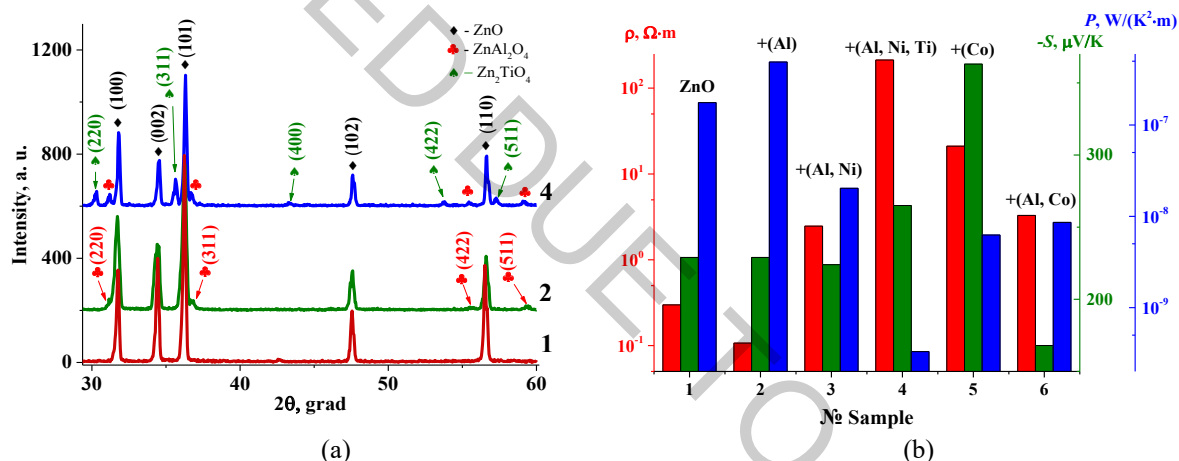 ♦ - ZnO
♣ - ZnAl₂O₄
♠ – Zn₂TiO₄
1200
800
400
0
Intensity, a. u.
(220)
(100)
(002)
(311)
(101)
(400)
(102)
(422)
(110)
(511)
4
(220)
(311)
(422)
(511)
2
1
30
40
50
60
2θ, grad
(a)
ρ, Ω·m
P, W/(K²·m)
-S, μV/K
10²
10¹
10⁰
10⁻¹
ZnO
+(Al)
+(Al, Ni)
+(Al, Ni, Ti)
+(Co)
+(Al, Co)
300
200
10⁻⁷
10⁻⁸
10⁻⁹
1
2
3
4
5
6
№ Sample
(b)
ED DUE TO